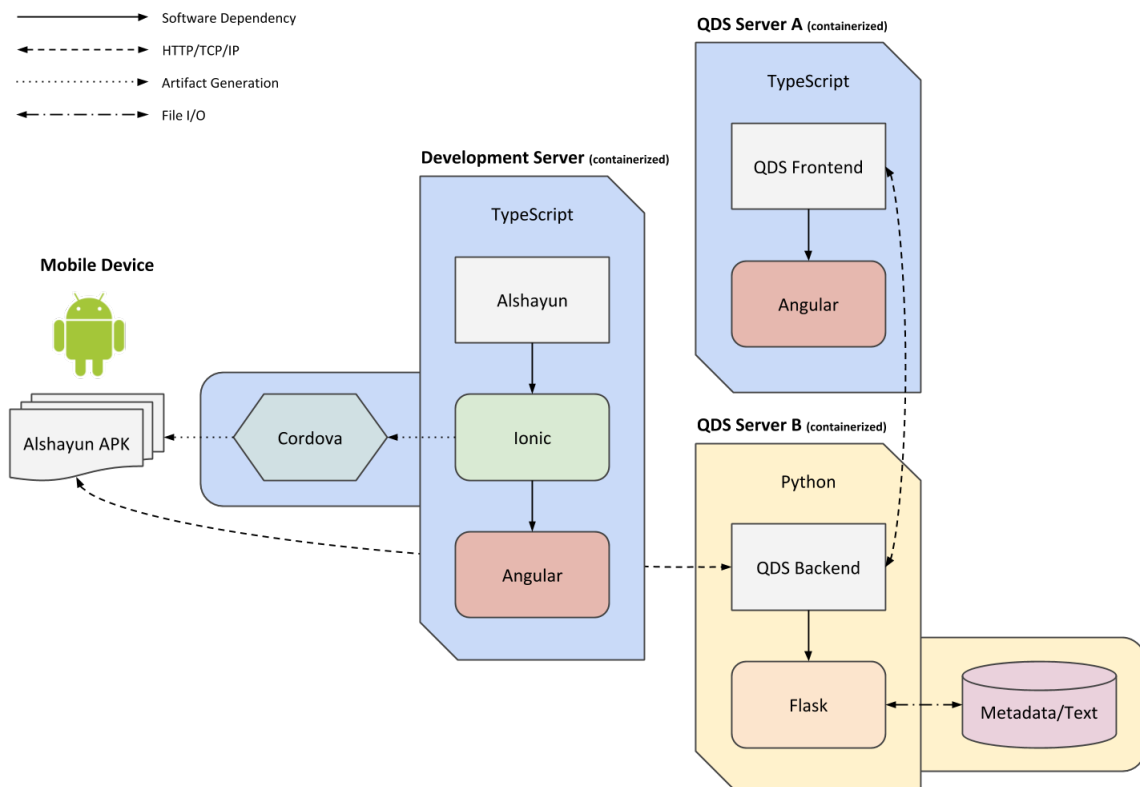 Software Dependency
HTTP/TCP/IP
Artifact Generation
File I/O
QDS Server A (containerized)
TypeScript
QDS Frontend
Angular
Development Server (containerized)
TypeScript
Alshayun
Ionic
Angular
Cordova
Mobile Device
Alshayun APK
QDS Server B (containerized)
Python
QDS Backend
Flask
Metadata/Text